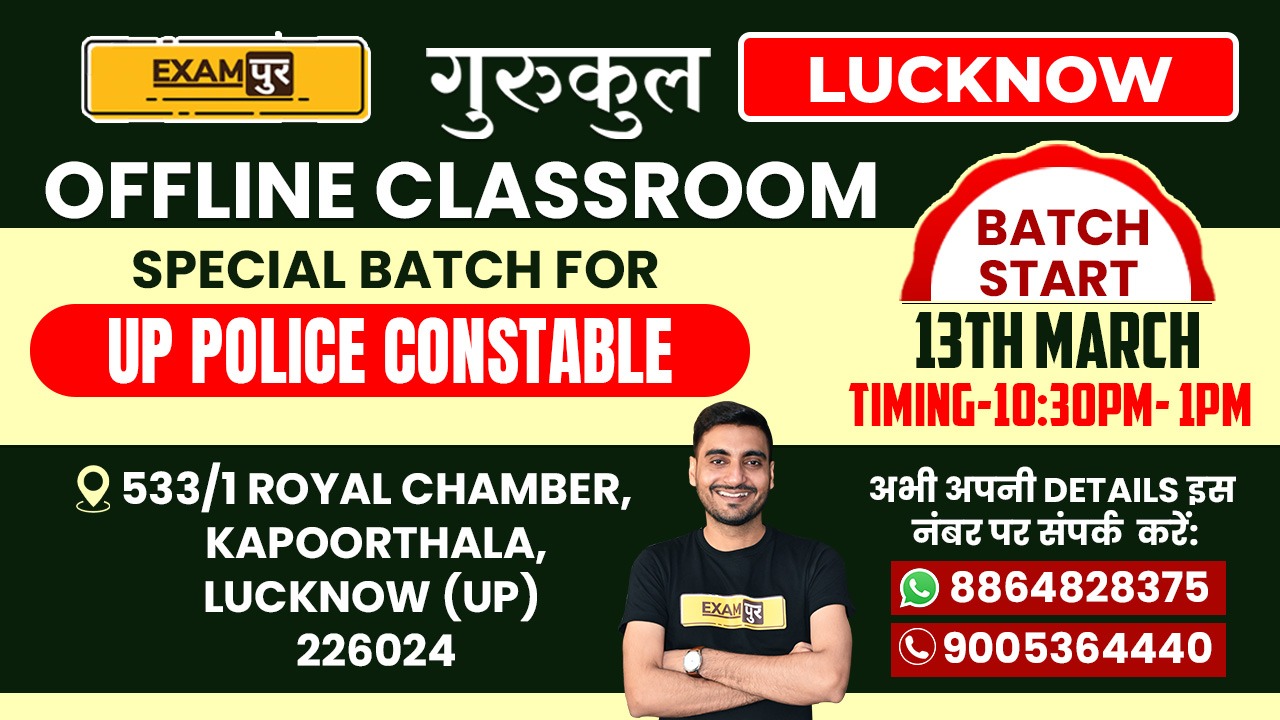 EXAMपुर
गुरुकुल
LUCKNOW
OFFLINE CLASSROOM
SPECIAL BATCH FOR
UP POLICE CONSTABLE
BATCH
START
13TH MARCH
TIMING-10:30PM- 1PM
533/1 ROYAL CHAMBER,
KAPOORTHALA,
LUCKNOW (UP)
226024
EXAMपुर
अभी अपनी DETAILS इस
नंबर पर संपर्क करें:
8864828375
9005364440